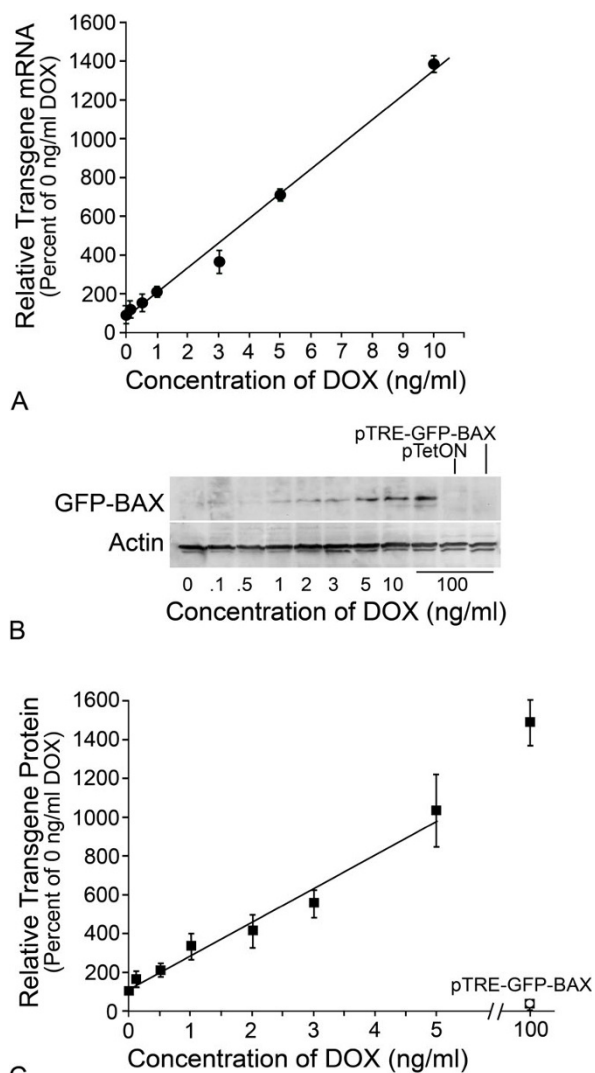 Relative Transgene mRNA
(Percent of 0 ng/ml DOX)
1600
1400
1200
1000
800
600
400
200
0
0 1 2 3 4 5 6 7 8 9 10
Concentration of DOX (ng/ml)
A
pTRE-GFP-BAX
pTetON
GFP-BAX
Actin
0 .1 .5 1 2 3 5 10 100
Concentration of DOX (ng/ml)
B
Relative Transgene Protein
(Percent of 0 ng/ml DOX)
1600
1400
1200
1000
800
600
400
200
0
pTRE-GFP-BAX
0 1 2 3 5 // 100
Concentration of DOX (ng/ml)